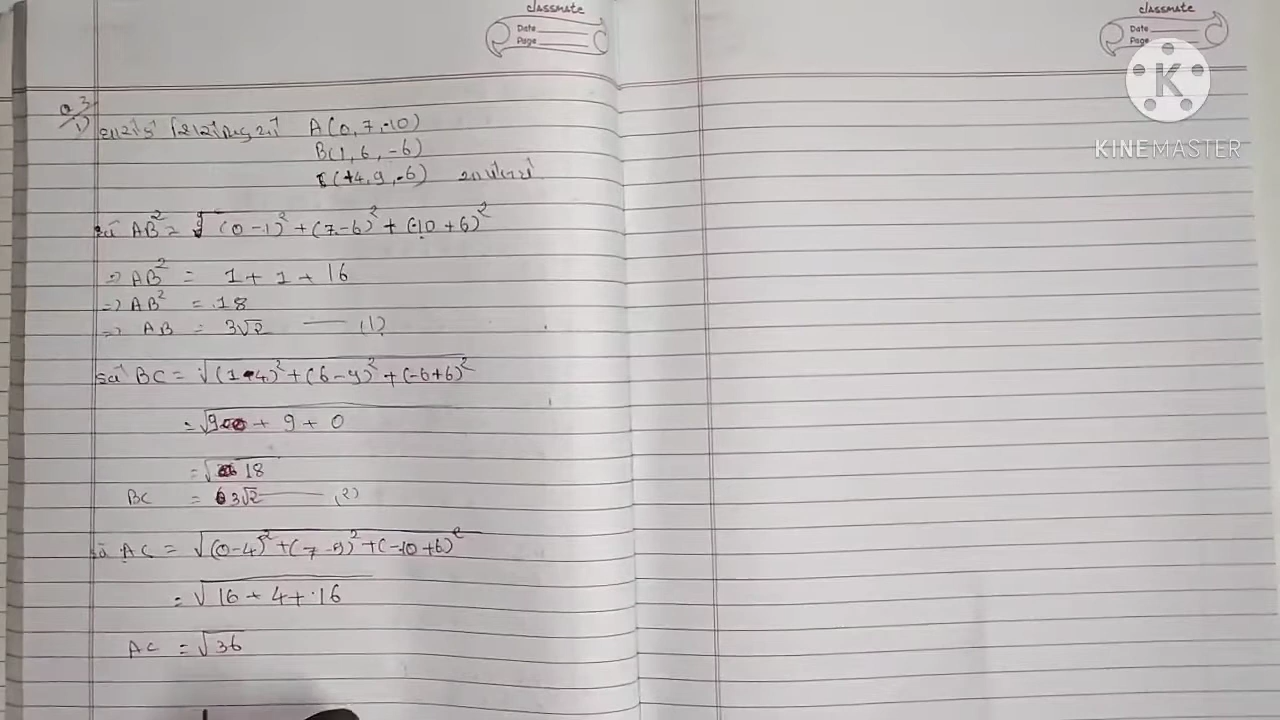 classmate
Date
Page
classmate
Date
Page
K
KINEMASTER
Q 3
1) ધારો કે A(0, 7, -10)
B(1, 6, -6)
C(4, 9, -6)
AB² = √(0-1)² + (7-6)² + (-10+6)²
⇒ AB² = 1 + 1 + 16
⇒ AB² = 18
⇒ AB = 3√2 —— (1)
BC = √(1-4)² + (6-9)² + (-6+6)²
= √9 + 9 + 0
= √18
BC = 3√2 —— (2)
AC = √(0-4)² + (7-9)² + (-10+6)²
= √16 + 4 + 16
AC = √36